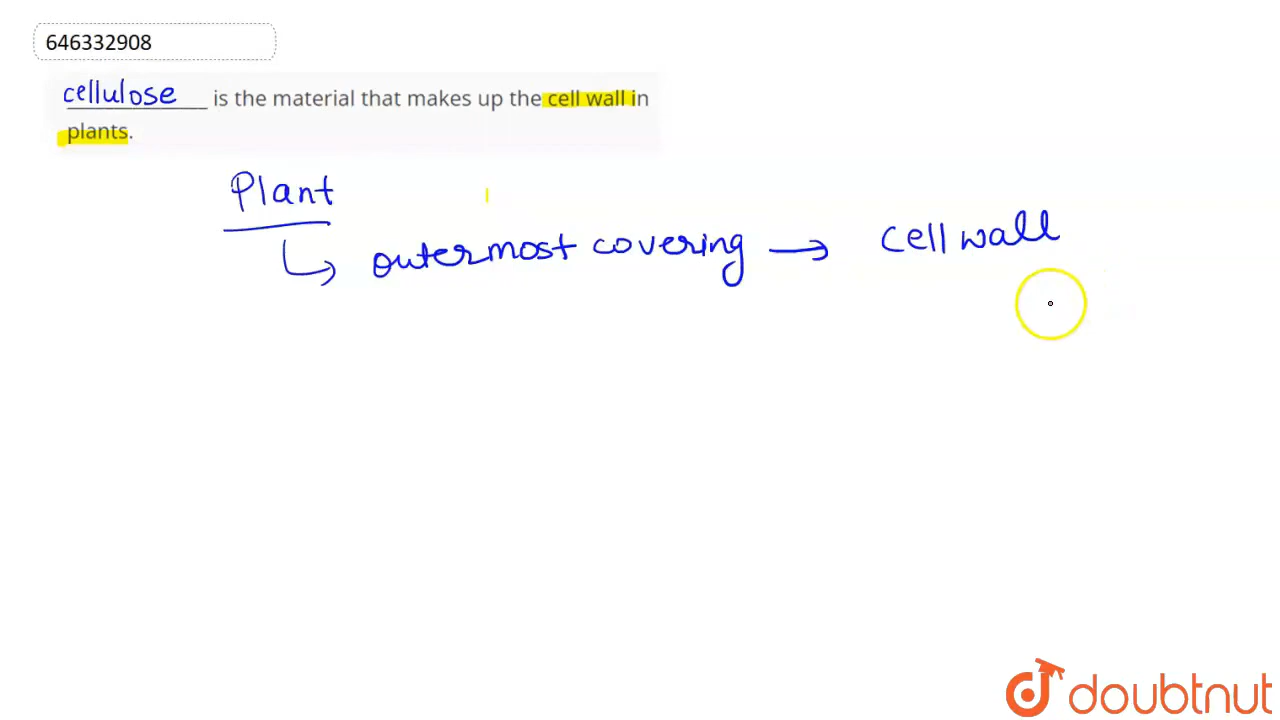 646332908
cellulose is the material that makes up the cell wall in
plants.
Plant
outermost covering → cell wall
doubtnut